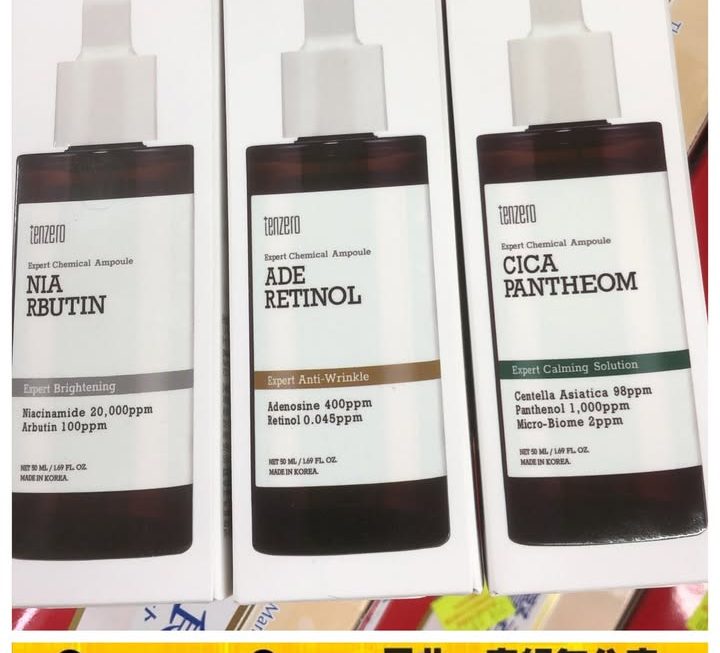 tenzero
Expert Chemical Ampoule
NIA
RBUTIN
Expert Brightening
Niacinamide 20,000ppm
Arbutin 100ppm
NET 50 ML / 1.69 FL. OZ.
MADE IN KOREA.
tenzero
Expert Chemical Ampoule
ADE
RETINOL
Expert Anti-Wrinkle
Adenosine 400ppm
Retinol 0.045ppm
NET 50 ML / 1.69 FL. OZ.
MADE IN KOREA.
tenzero
Expert Chemical Ampoule
CICA
PANTHEOM
Expert Calming Solution
Centella Asiatica 98ppm
Panthenol 1,000ppm
Micro-Biome 2ppm
NET 50 ML / 1.69 FL. OZ.
MADE IN KOREA.